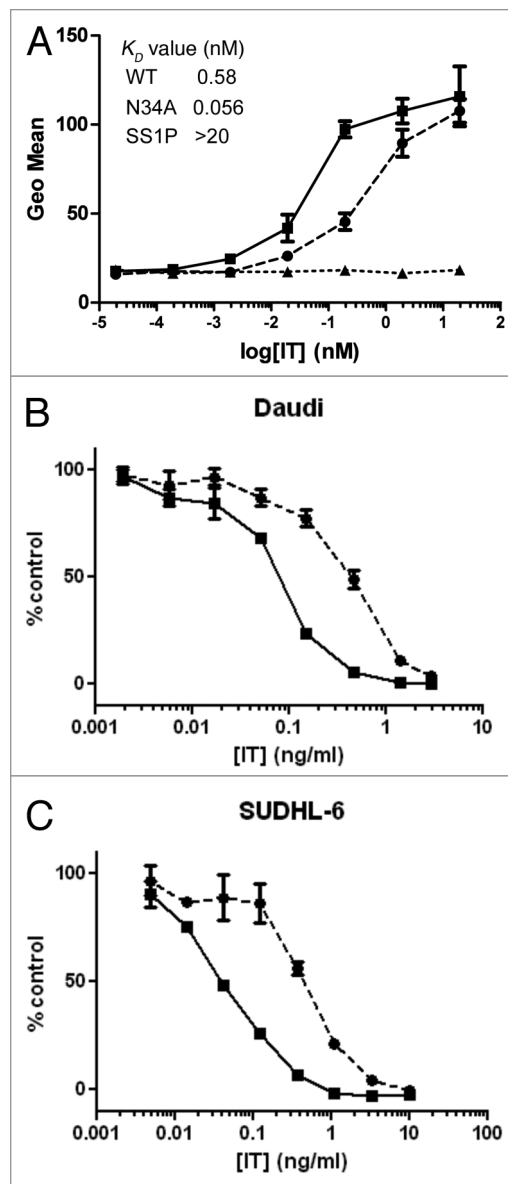 A
K_D value (nM)
WT 0.58
N34A 0.056
SS1P >20
Geo Mean
150
100
50
0
-5 -4 -3 -2 -1 0 1 2
log[IT] (nM)
B
Daudi
% control
100
50
0
0.001 0.01 0.1 1 10
[IT] (ng/ml)
C
SUDHL-6
% control
100
50
0
0.001 0.01 0.1 1 10 100
[IT] (ng/ml)